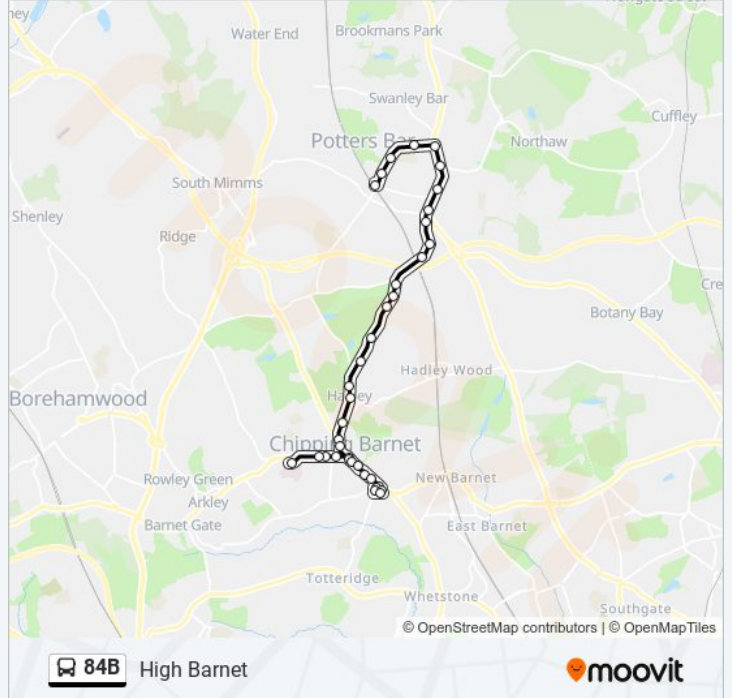 ney
Water End
Brookmans Park
Swanley Bar
Cuffley
Potters Bar
Northaw
South Mimms
Shenley
Ridge
Cre
Botany Bay
Hadley Wood
Borehamwood
Hadley
Chipping Barnet
Rowley Green
New Barnet
Arkley
Barnet Gate
East Barnet
Totteridge
Whetstone
Southgate
© OpenStreetMap contributors | © OpenMapTiles
84B High Barnet
moovit